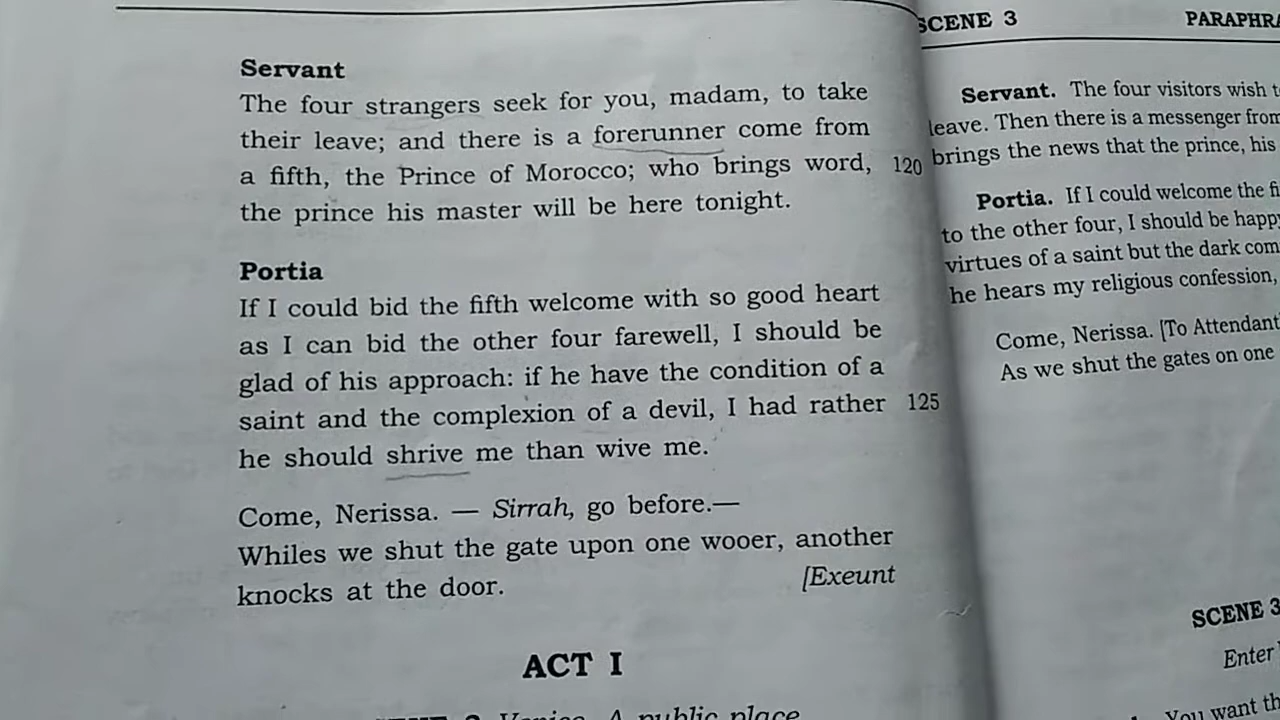 Servant
The four strangers seek for you, madam, to take
their leave; and there is a forerunner come from
a fifth, the Prince of Morocco; who brings word, 120
the prince his master will be here tonight.
Portia
If I could bid the fifth welcome with so good heart
as I can bid the other four farewell, I should be
glad of his approach: if he have the condition of a
saint and the complexion of a devil, I had rather 125
he should shrive me than wive me.
Come, Nerissa. — Sirrah, go before.—
Whiles we shut the gate upon one wooer, another
knocks at the door. [Exeunt
ACT I
Venice. A public place
SCENE 3
Servant. The four visitors wish
leave. Then there is a messenger from
brings the news that the prince, his
Portia. If I could welcome the
to the other four, I should be happy
virtues of a saint but the dark
he hears my religious confession,
Come, Nerissa. [To
As we shut the gates on one
SCENE 3
Enter
You want